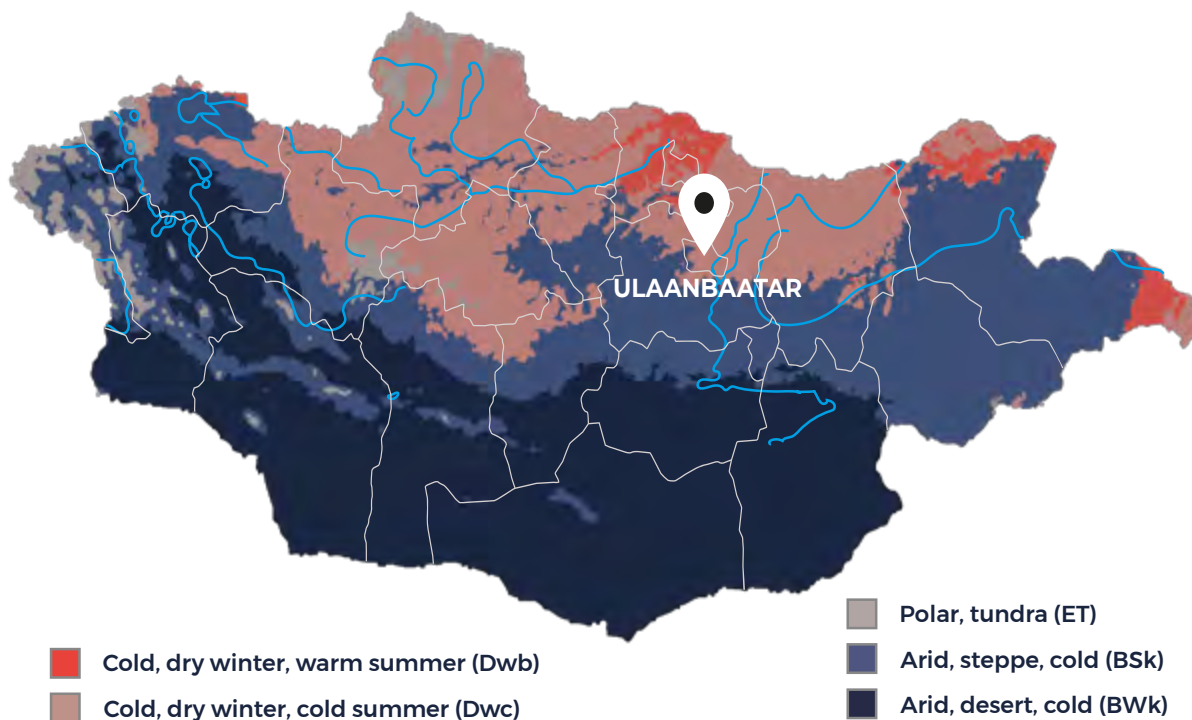 ULAANBAATAR
Cold, dry winter, warm summer (Dwb)
Cold, dry winter, cold summer (Dwc)
Polar, tundra (ET)
Arid, steppe, cold (BSk)
Arid, desert, cold (BWk)